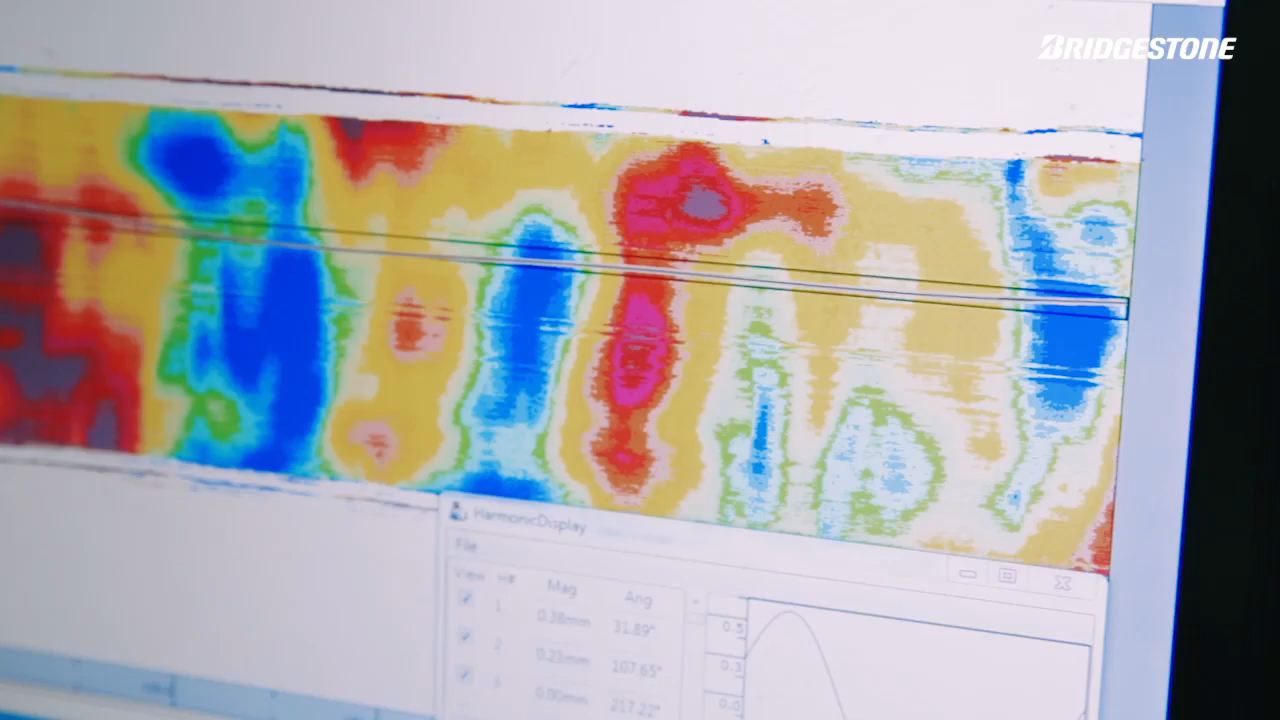 BRIDGESTONE
HarmonicDisplay
File
View H# Mag Ang
1 0.38mm 31.89°
2 0.23mm 107.65°
3 0.00mm 217.22°
0.5
0.3
0.0